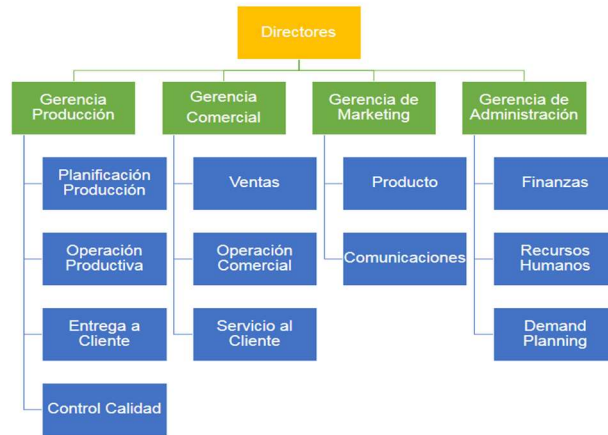 Directores
Gerencia
Producción
Gerencia
Comercial
Gerencia de
Marketing
Gerencia de
Administración
Planificación
Producción
Ventas
Producto
Finanzas
Operación
Productiva
Operación
Comercial
Comunicaciones
Recursos
Humanos
Entrega a
Cliente
Servicio al
Cliente
Demand
Planning
Control Calidad